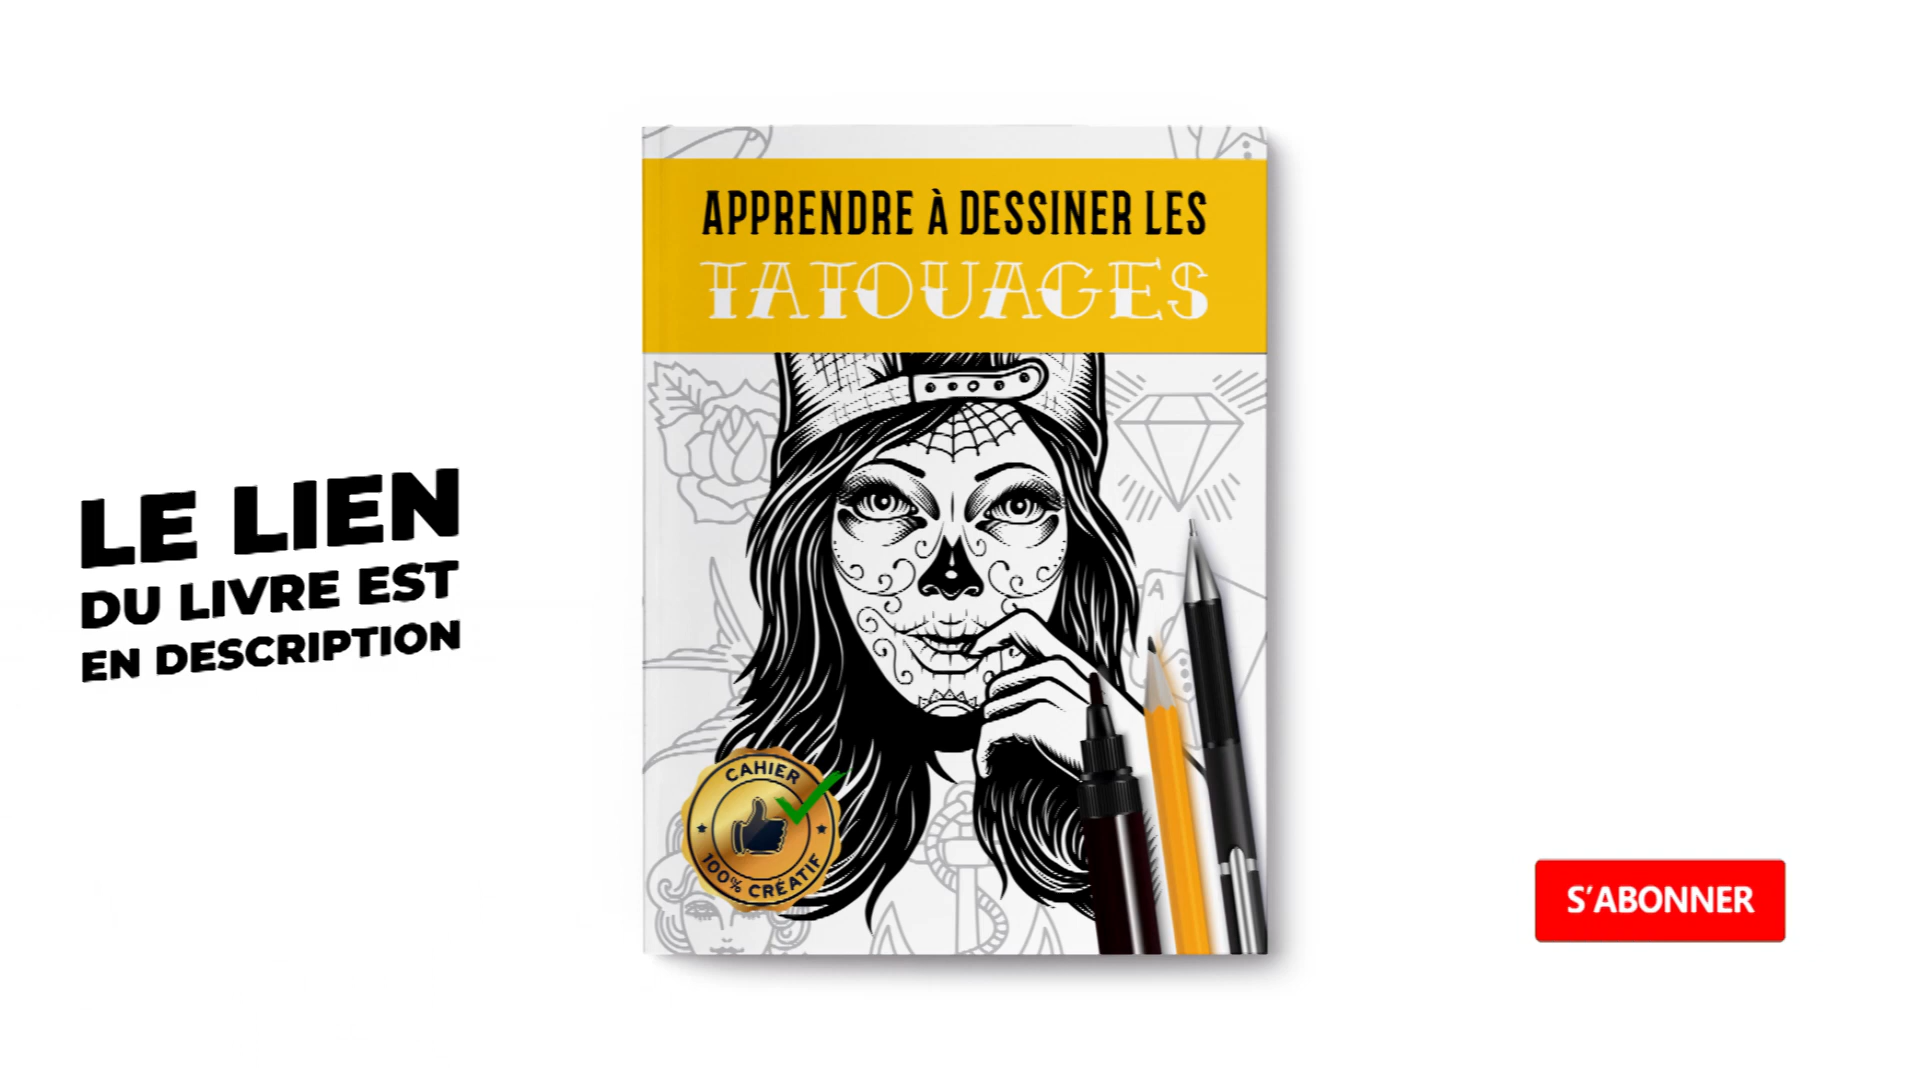 APPRENDRE À DESSINER LES
TATOUAGES
LE LIEN
DU LIVRE EST
EN DESCRIPTION
A
CAHIER
100% CRÉATIF
S'ABONNER